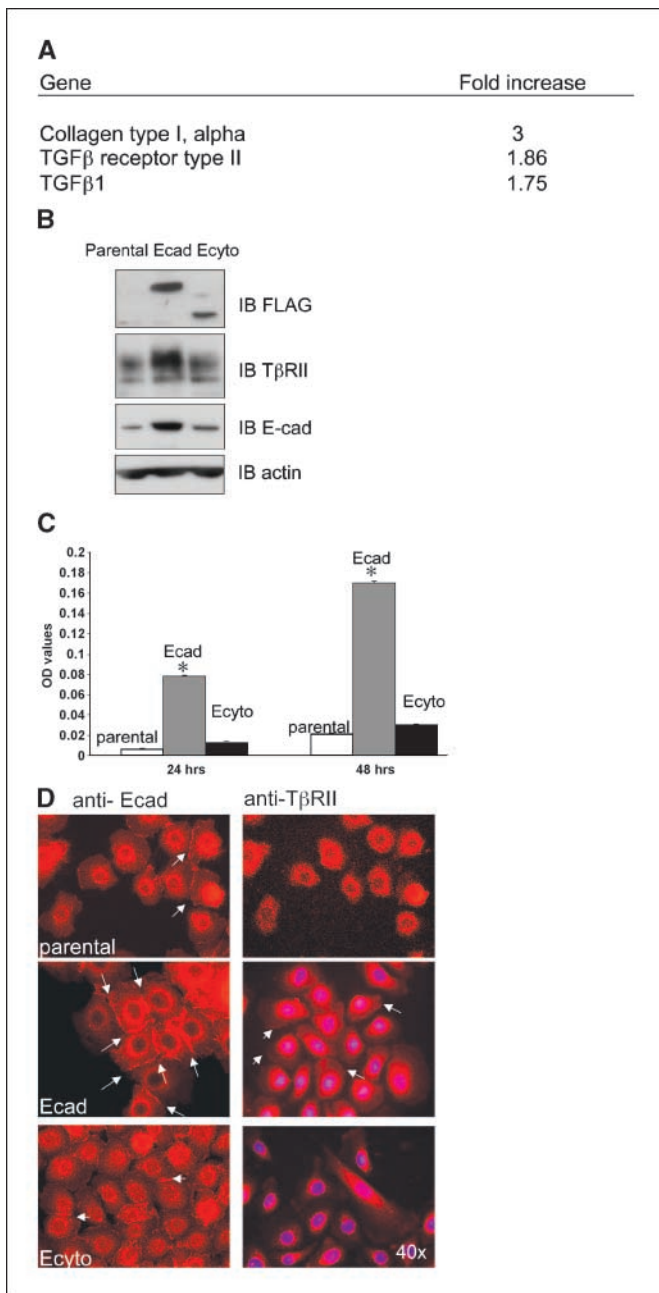 A
Gene Fold increase
Collagen type I, alpha 3
TGFβ receptor type II 1.86
TGFβ1 1.75
B
Parental Ecad Ecyto
IB FLAG
IB TβRII
IB E-cad
IB actin
C
OD values
0.2
0.18
0.16
0.14
0.12
0.1
0.08
0.06
0.04
0.02
0
parental
Ecad
*
Ecyto
24 hrs
parental
Ecad
*
Ecyto
48 hrs
D anti- Ecad anti-TβRII
parental
Ecad
Ecyto
40x